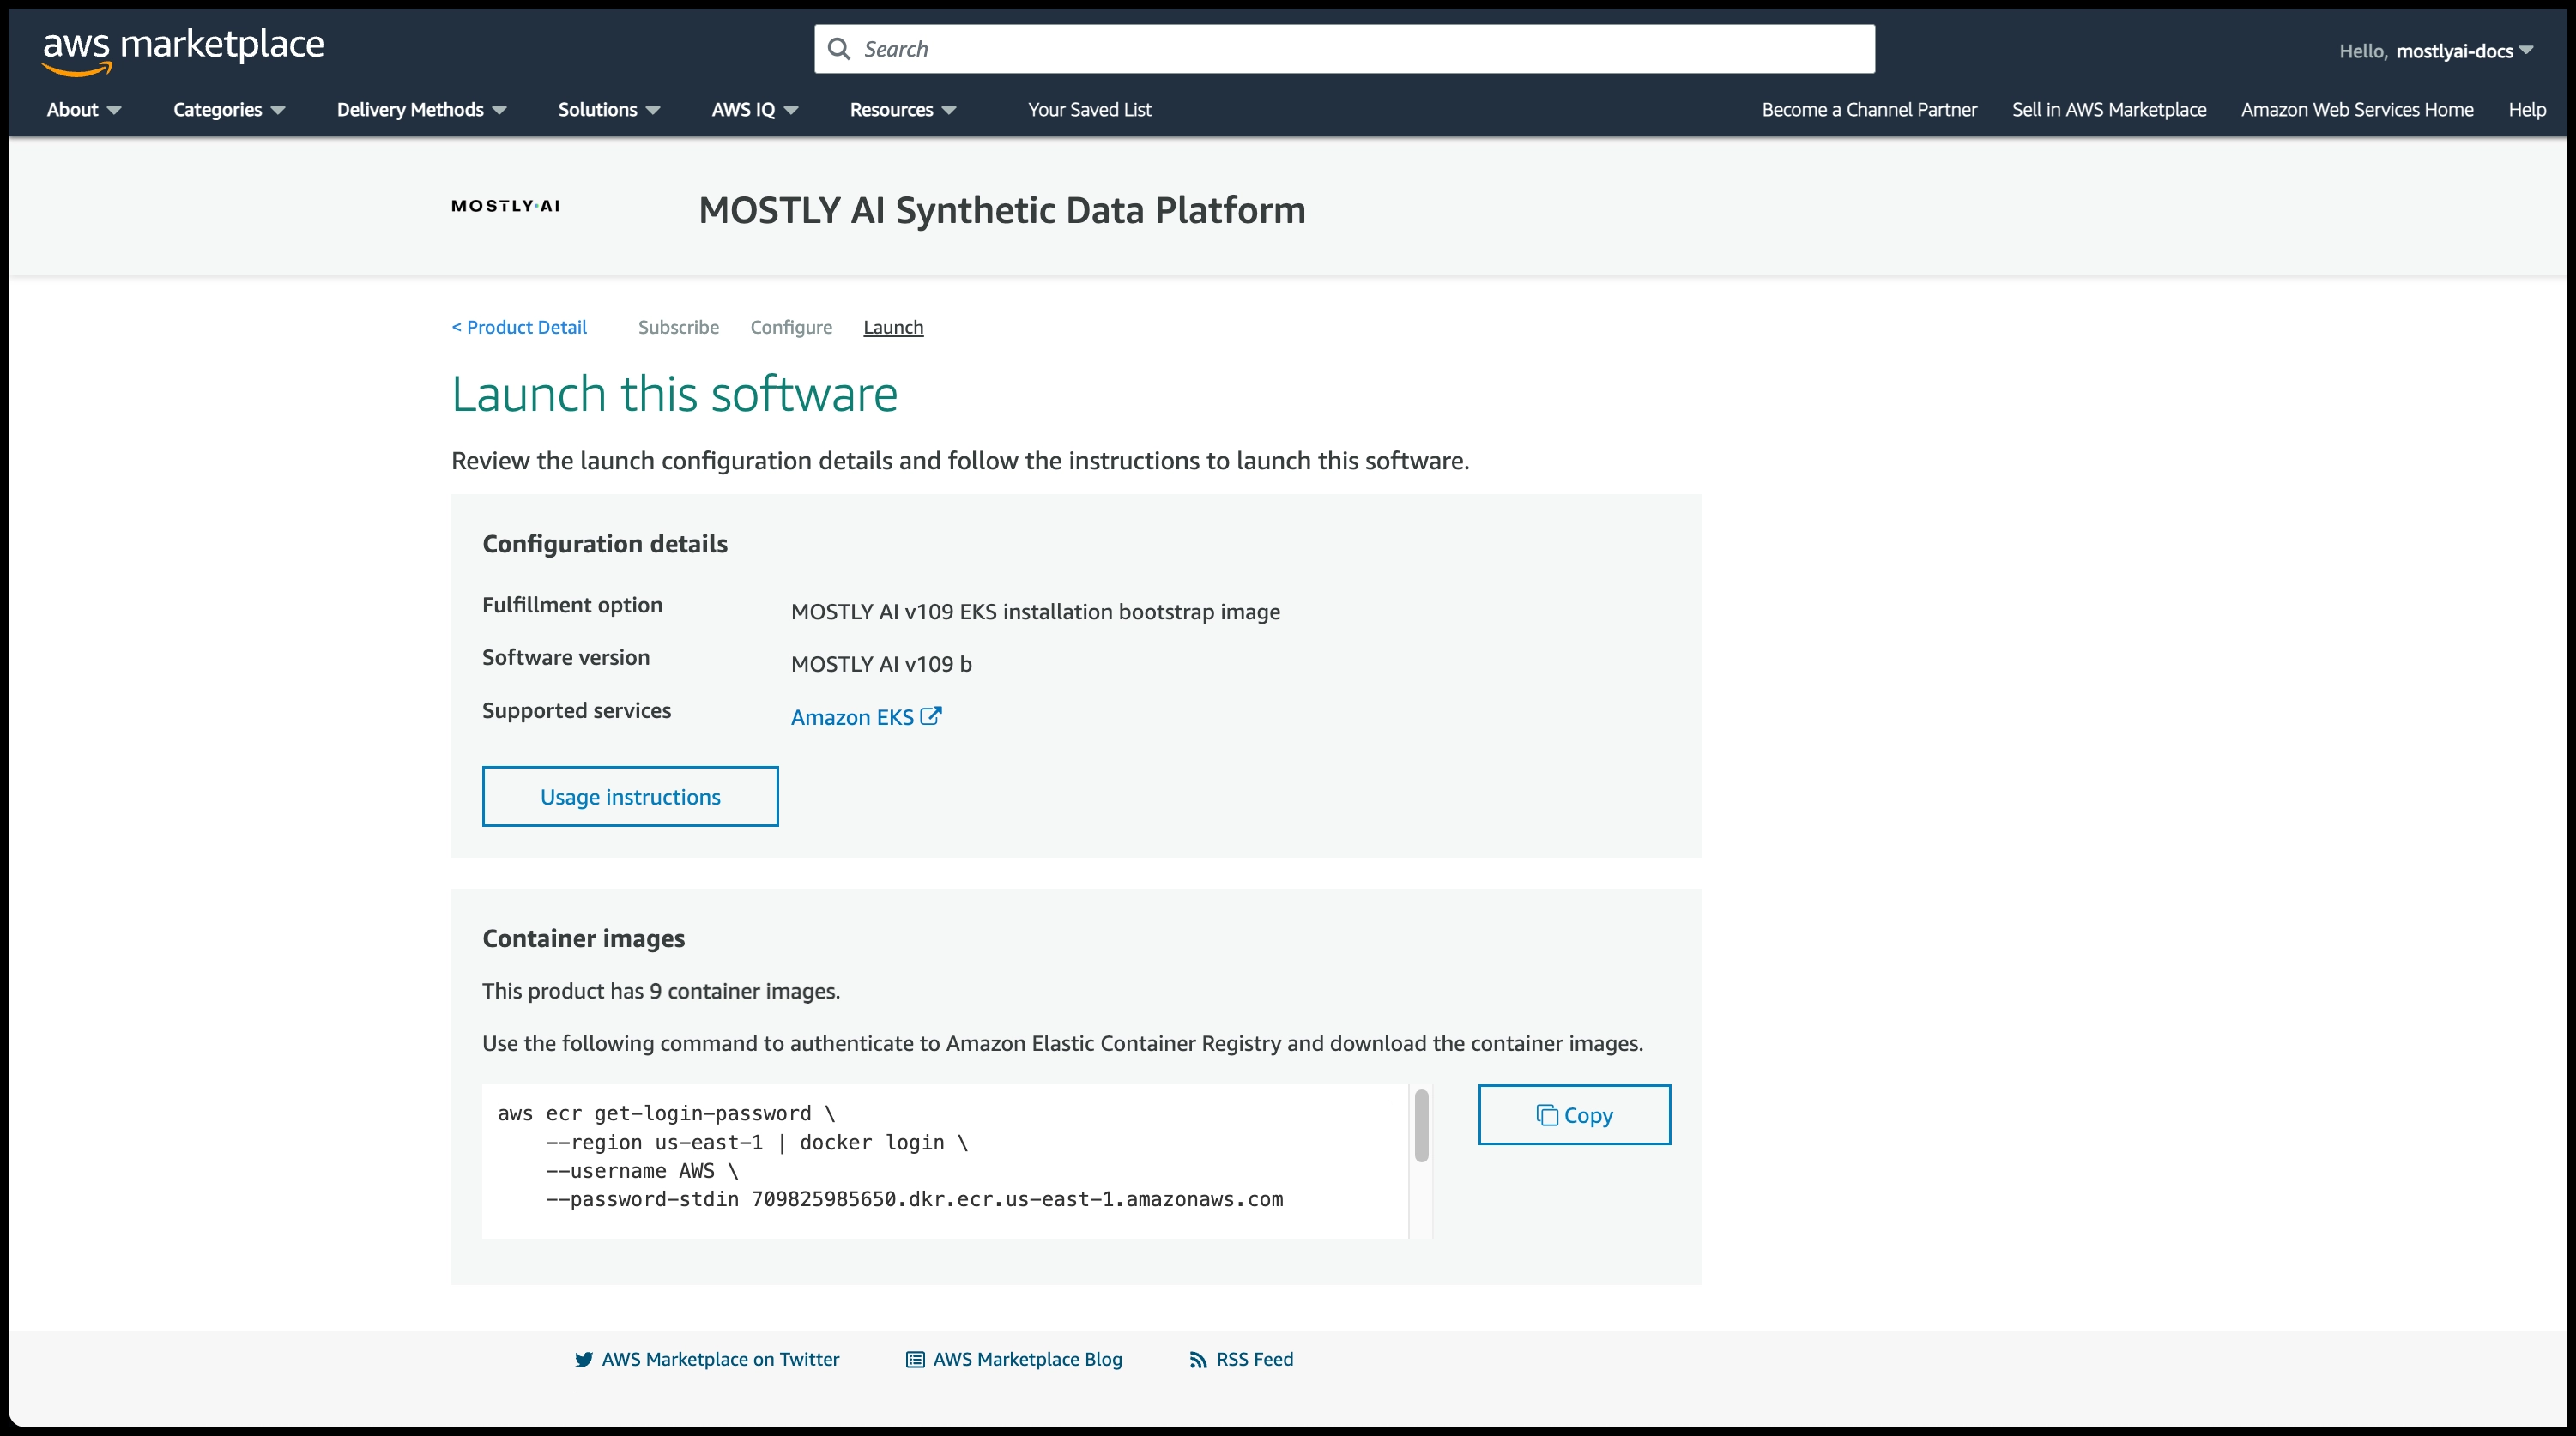 aws marketplace
Search
Hello, mostlyai-docs
About Categories Delivery Methods Solutions AWS IQ Resources Your Saved List Become a Channel Partner Sell in AWS Marketplace Amazon Web Services Home Help
MOSTLY·AI MOSTLY AI Synthetic Data Platform
< Product Detail Subscribe Configure Launch
Launch this software
Review the launch configuration details and follow the instructions to launch this software.
Configuration details
Fulfillment option MOSTLY AI v109 EKS installation bootstrap image
Software version MOSTLY AI v109 b
Supported services Amazon EKS
Usage instructions
Container images
This product has 9 container images.
Use the following command to authenticate to Amazon Elastic Container Registry and download the container images.
aws ecr get-login-password \
--region us-east-1 | docker login \
--username AWS \
--password-stdin 709825985650.dkr.ecr.us-east-1.amazonaws.com
Copy
AWS Marketplace on Twitter AWS Marketplace Blog RSS Feed